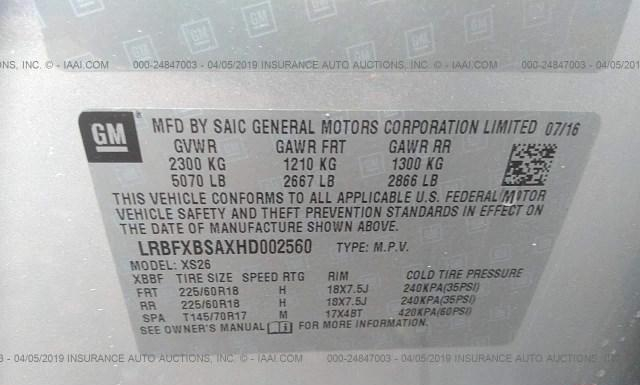 CTIONS, INC. © - IAAI.COM 000-24847003 - 04/05/2019 INSURANCE AUTO AUCTIONS, INC. © - IAAI.COM 000-24847003 - 04/05/20
GM MFD BY SAIC GENERAL MOTORS CORPORATION LIMITED 07/16
GVWR GAWR FRT GAWR RR
2300 KG 1210 KG 1300 KG
5070 LB 2667 LB 2866 LB
THIS VEHICLE CONFORMS TO ALL APPLICABLE U.S. FEDERAL MOTOR
VEHICLE SAFETY AND THEFT PREVENTION STANDARDS IN EFFECT ON
THE DATE OF MANUFACTURE SHOWN ABOVE.
LRBFXBSAXHD002560 TYPE: M.P.V.
MODEL: XS26
XBBF TIRE SIZE SPEED RTG RIM COLD TIRE PRESSURE
FRT 225/60R18 H 18X7.5J 240KPA(35PSI)
RR 225/60R18 H 18X7.5J 240KPA(35PSI)
SPA T145/70R17 M 17X4BT 420KPA(60PSI)
SEE OWNER'S MANUAL FOR MORE INFORMATION.
3 - 04/05/2019 INSURANCE AUTO AUCTIONS, INC. © - IAAI.COM 000-24847003 - 04/05/2019 INSURANCE AUTO AUCTIONS, INC. © - IA